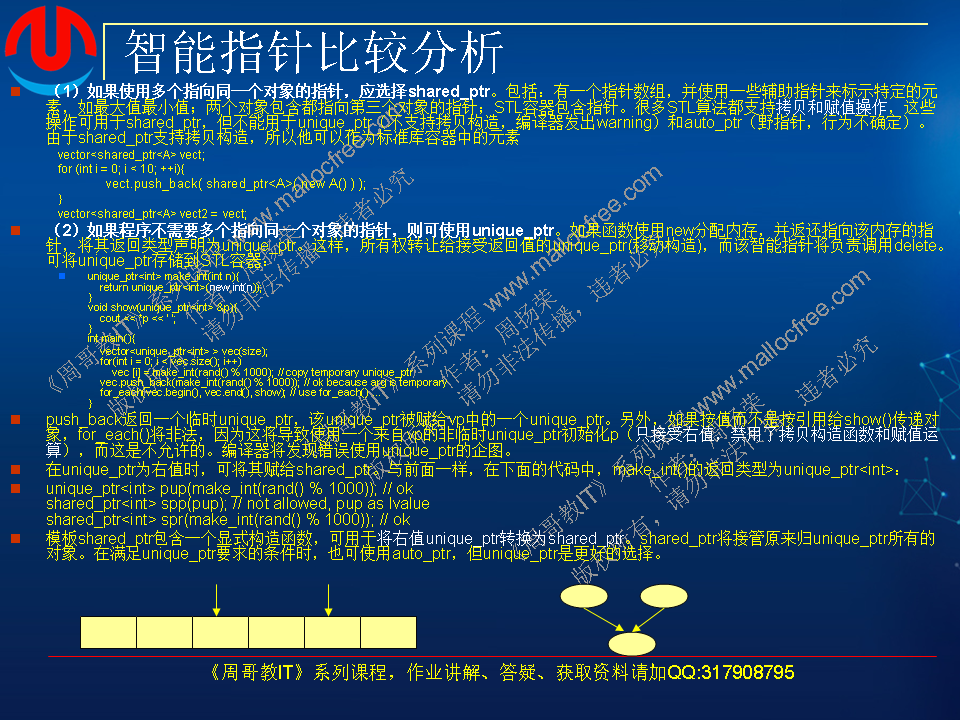 智能指针比较分析
（1）如果使用多个指向同一个对象的指针，应选择shared_ptr。包括：有一个指针数组，并使用一些辅助指针来标示特定的元
素，如最大值最小值；两个对象包含都指向第三个对象的指针；STL容器包含指针。很多STL算法都支持拷贝和赋值操作，这些
操作可用于shared_ptr，但不能用于unique_ptr（不支持拷贝构造，编译器发出warning）和auto_ptr（野指针，行为不确定）。
由于shared_ptr支持拷贝构造，所以他可以作为标准库容器中的元素
vector<shared_ptr<A> vect;
for (int i = 0; i < 10; ++i){
vect.push_back( shared_ptr<A>( new A() ) );
}
vector<shared_ptr<A> vect2 = vect;
（2）如果程序不需要多个指向同一个对象的指针，则可使用unique_ptr。如果函数使用new分配内存，并返还指向该内存的指
针，将其返回类型声明为unique_ptr。这样，所有权转让给接受返回值的unique_ptr(移动构造)，而该智能指针将负责调用delete。
可将unique_ptr存储到STL容器：
unique_ptr<int> make_int(int n){
return unique_ptr<int>(new int(n));
}
void show(unique_ptr<int> &p){
cout << *p << ' ';
}
int main(){
vector<unique_ptr<int> > vec(size);
for(int i = 0; i < vec.size(); i++)
vec [i] = make_int(rand() % 1000); // copy temporary unique_ptr
vec.push_back(make_int(rand() % 1000)); // ok because arg is temporary
for_each(vec.begin(), vec.end(), show); // use for_each()
}
push_back返回一个临时unique_ptr，该unique_ptr被赋给vp中的一个unique_ptr。另外，如果按值而不是按引用给show()传递对
象，for_each()将非法，因为这将导致使用一个来自vp的非临时unique_ptr初始化p（只接受右值。禁用了拷贝构造函数和赋值运
算），而这是不允许的。编译器将发现错误使用unique_ptr的企图。
在unique_ptr为右值时，可将其赋给shared_ptr。与前面一样，在下面的代码中，make_int()的返回类型为unique_ptr<int>：
unique_ptr<int> pup(make_int(rand() % 1000)); // ok
shared_ptr<int> spp(pup); // not allowed, pup as lvalue
shared_ptr<int> spr(make_int(rand() % 1000)); // ok
模板shared_ptr包含一个显式构造函数，可用于将右值unique_ptr转换为shared_ptr。shared_ptr将接管原来归unique_ptr所有的
对象。在满足unique_ptr要求的条件时，也可使用auto_ptr，但unique_ptr是更好的选择。
《周哥教IT》系列课程 www.mallocfree.com
作者：周扬荣
版权所有，请勿非法传播，违者必究
《周哥教IT》系列课程，作业讲解、答疑、获取资料请加QQ:317908795